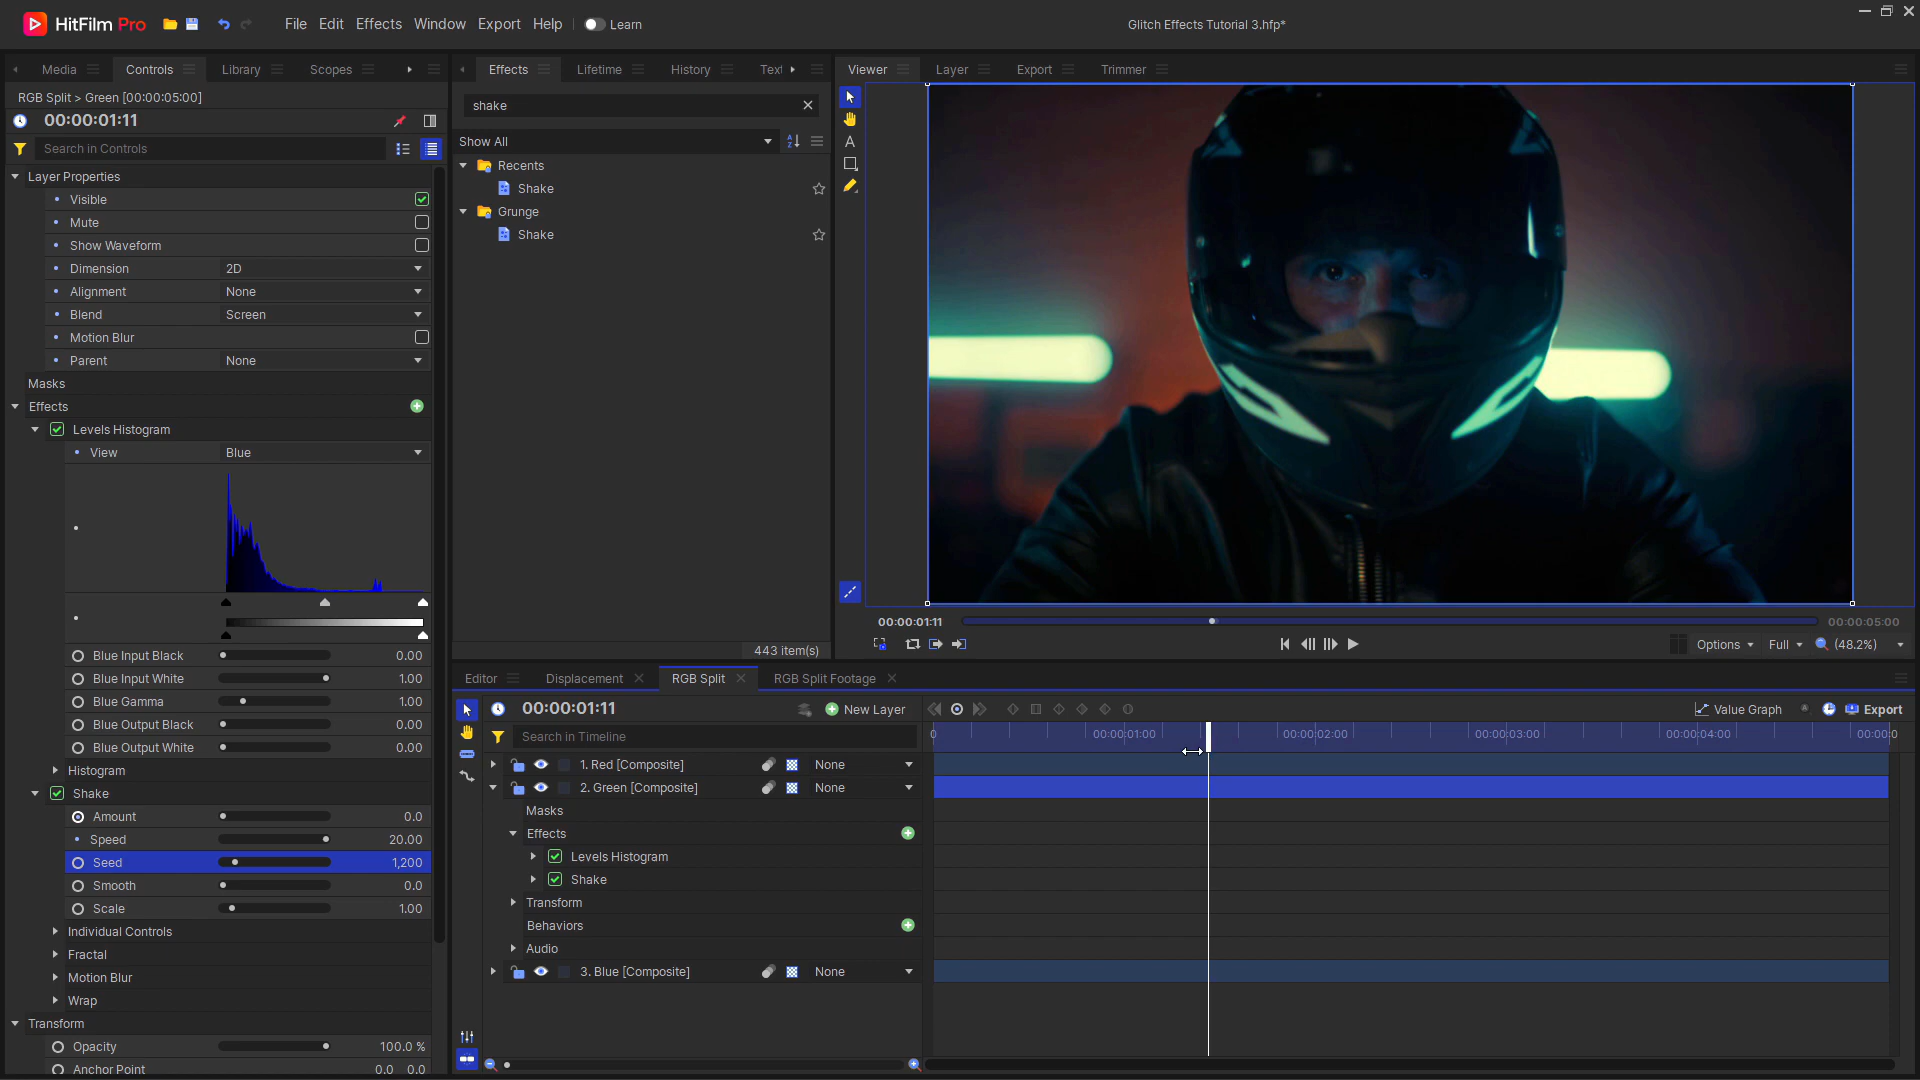 HitFilm Pro
File Edit Effects Window Export Help Learn
Glitch Effects Tutorial 3.hfp*
Media Controls Library Scopes
RGB Split > Green [00:00:05:00]
00:00:01:11
Search in Controls
Layer Properties
Visible
Mute
Show Waveform
Dimension 2D
Alignment None
Blend Screen
Motion Blur
Parent None
Masks
Effects
Levels Histogram
View Blue
Blue Input Black 0.00
Blue Input White 1.00
Blue Gamma 1.00
Blue Output Black 0.00
Blue Output White 0.00
Histogram
Shake
Amount 0.0
Speed 20.00
Seed 1,200
Smooth 0.0
Scale 1.00
Individual Controls
Fractal
Motion Blur
Wrap
Transform
Opacity 100.0 %
Anchor Point 0.0 0.0
Effects Lifetime History Text
shake
Show All
Recents
Shake
Grunge
Shake
443 item(s)
Viewer Layer Export Trimmer
A
00:00:01:11 00:00:05:00
Options Full (48.2%)
Editor Displacement RGB Split RGB Split Footage
00:00:01:11 New Layer Value Graph Export
Search in Timeline
0 00:00:01:00 00:00:02:00 00:00:03:00 00:00:04:00 00:00:0
1. Red [Composite] None
2. Green [Composite] None
Masks
Effects
Levels Histogram
Shake
Transform
Behaviors
Audio
3. Blue [Composite] None